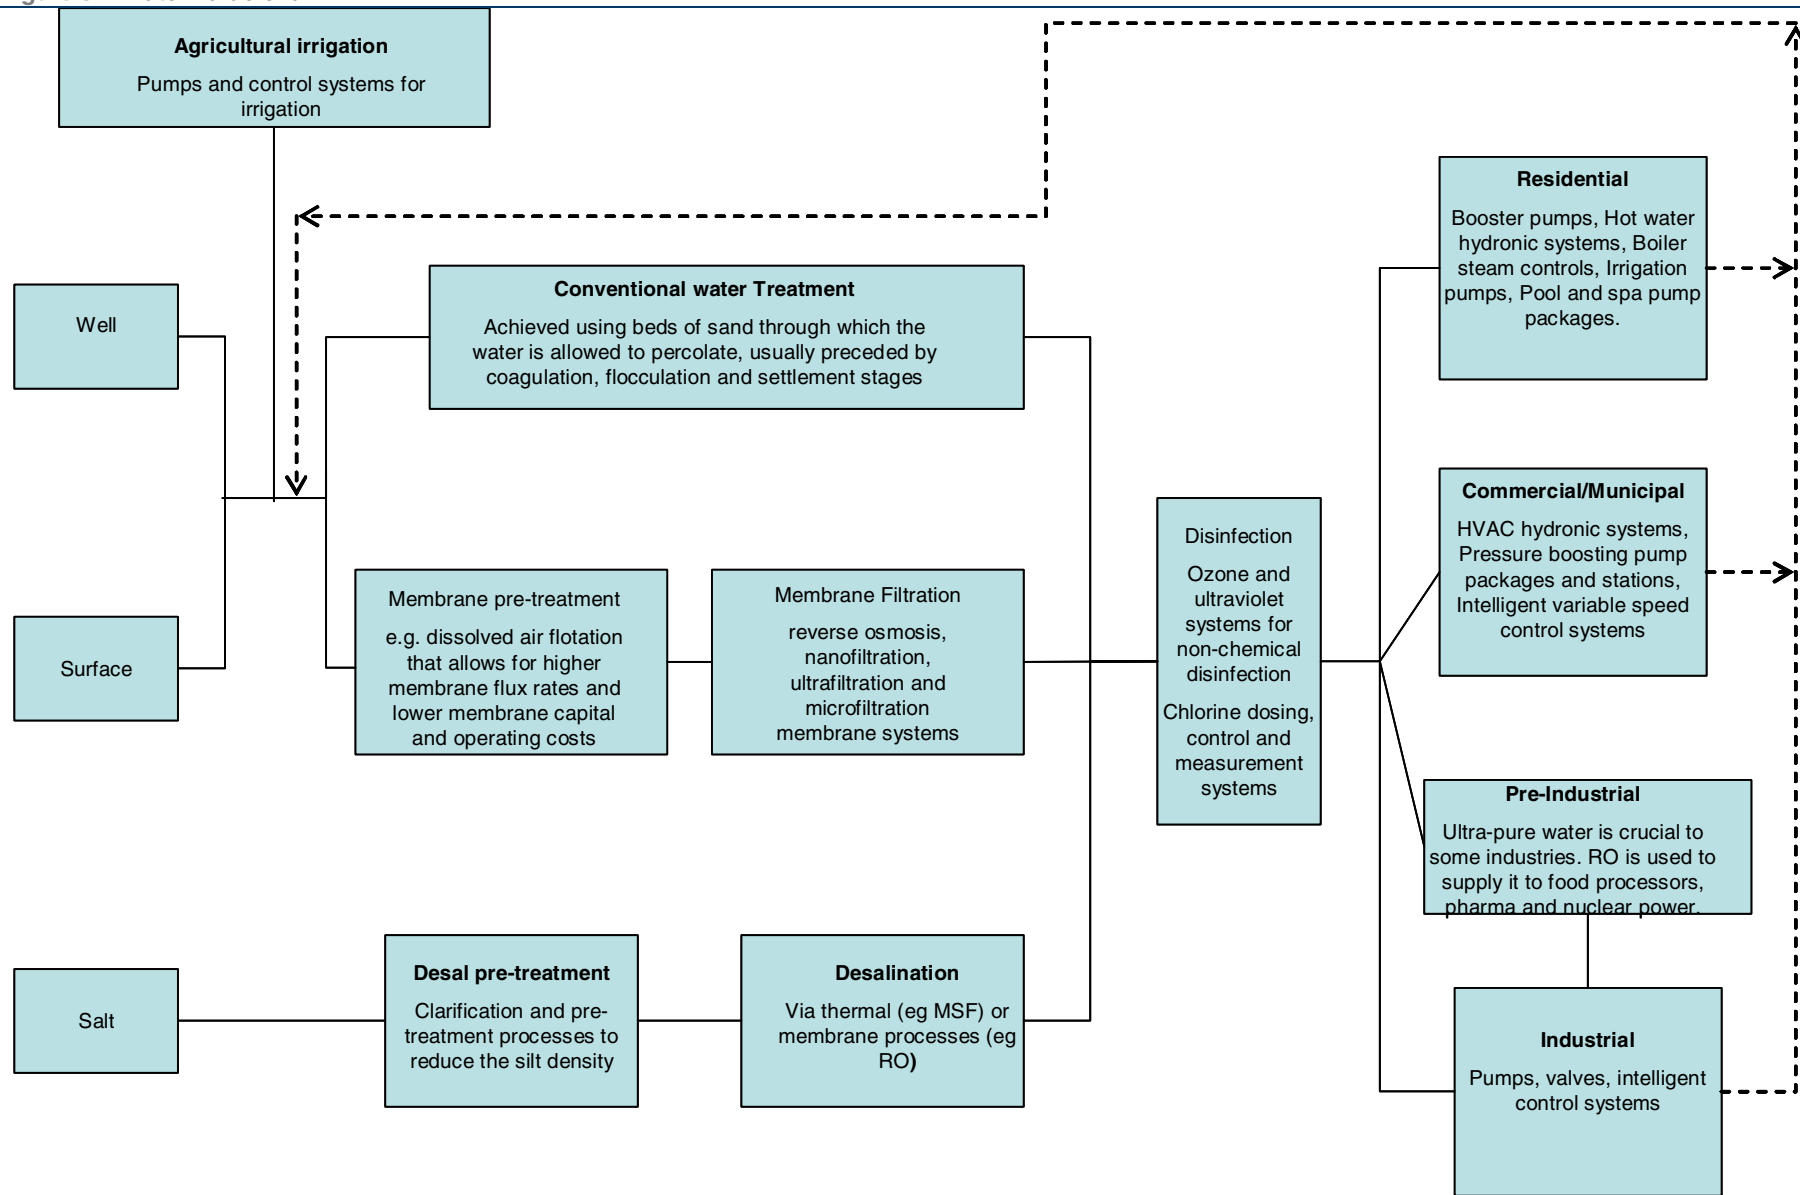 Agricultural irrigation
Pumps and control systems for
irrigation
Well
Surface
Salt
Conventional water Treatment
Achieved using beds of sand through which the
water is allowed to percolate, usually preceded by
coagulation, flocculation and settlement stages
Membrane pre-treatment
e.g. dissolved air flotation
that allows for higher
membrane flux rates and
lower membrane capital
and operating costs
Membrane Filtration
reverse osmosis,
nanofiltration,
ultrafiltration and
microfiltration
membrane systems
Desal pre-treatment
Clarification and pre-
treatment processes to
reduce the silt density
Desalination
Via thermal (eg MSF) or
membrane processes (eg
RO)
Disinfection
Ozone and
ultraviolet
systems for
non-chemical
disinfection
Chlorine dosing,
control and
measurement
systems
Residential
Booster pumps, Hot water
hydronic systems, Boiler
steam controls, Irrigation
pumps, Pool and spa pump
packages.
Commercial/Municipal
HVAC hydronic systems,
Pressure boosting pump
packages and stations,
Intelligent variable speed
control systems
Pre-Industrial
Ultra-pure water is crucial to
some industries. RO is used to
supply it to food processors,
pharma and nuclear power.
Industrial
Pumps, valves, intelligent
control systems